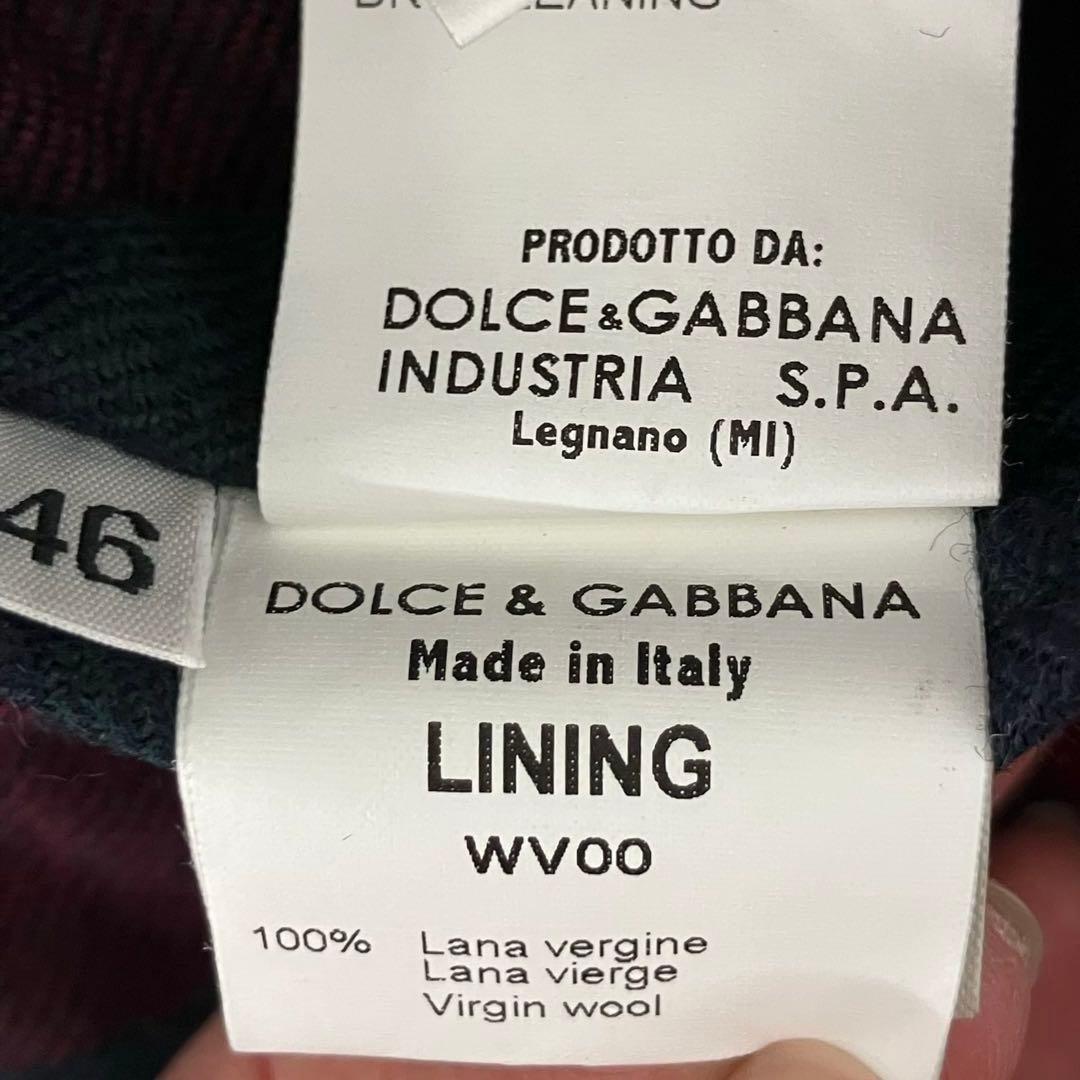 CLEANING
PRODOTTO DA:
DOLCE&GABBANA
INDUSTRIA S.P.A.
Legnano (MI)
46
DOLCE & GABBANA
Made in Italy
LINING
WV00
100% Lana vergine
Lana vierge
Virgin wool